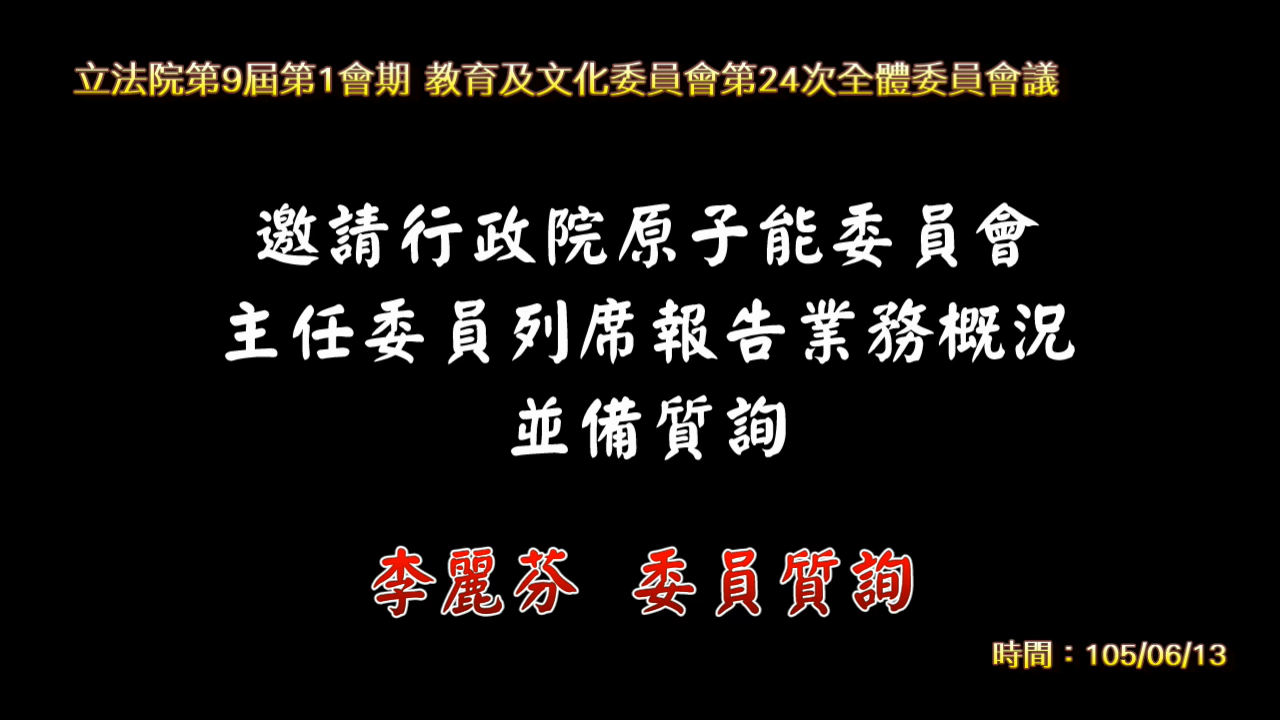 立法院第9屆第1會期 教育及文化委員會第24次全體委員會議
邀請行政院原子能委員會
主任委員列席報告業務概況
並備質詢
李麗芬 委員質詢
時間：105/06/13